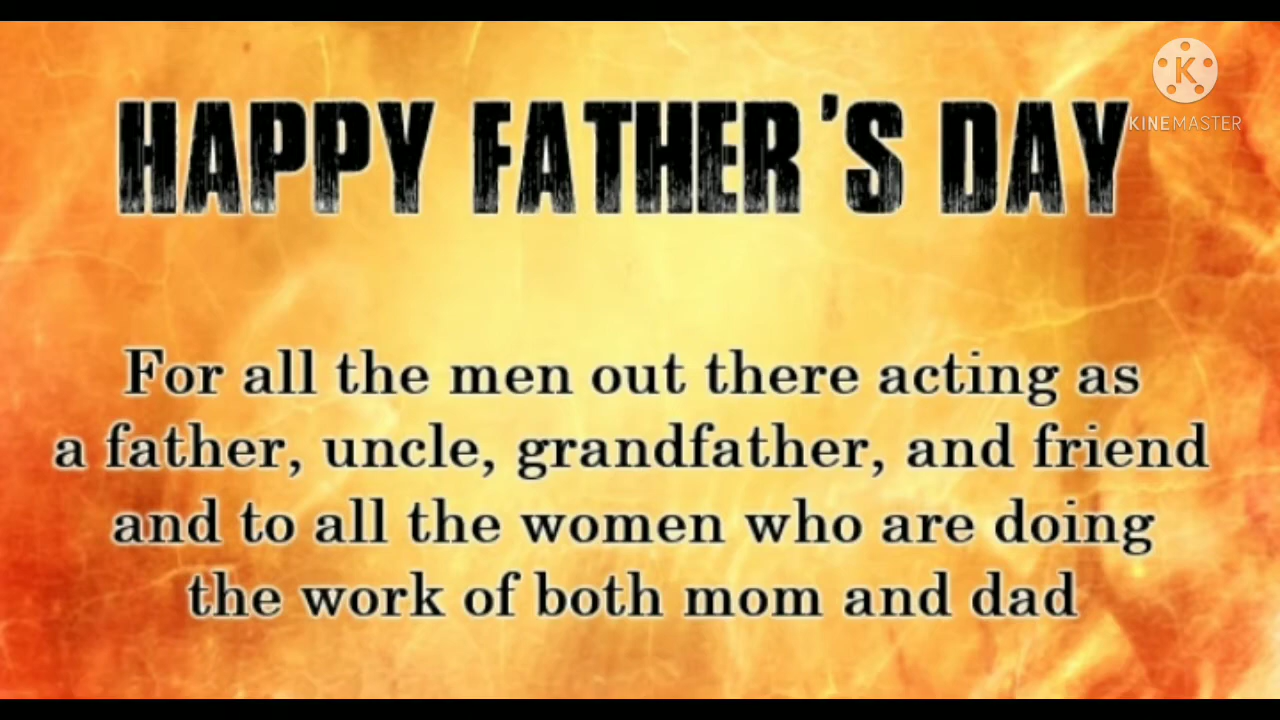 K
KINEMASTER
HAPPY FATHER'S DAY
For all the men out there acting as
a father, uncle, grandfather, and friend
and to all the women who are doing
the work of both mom and dad